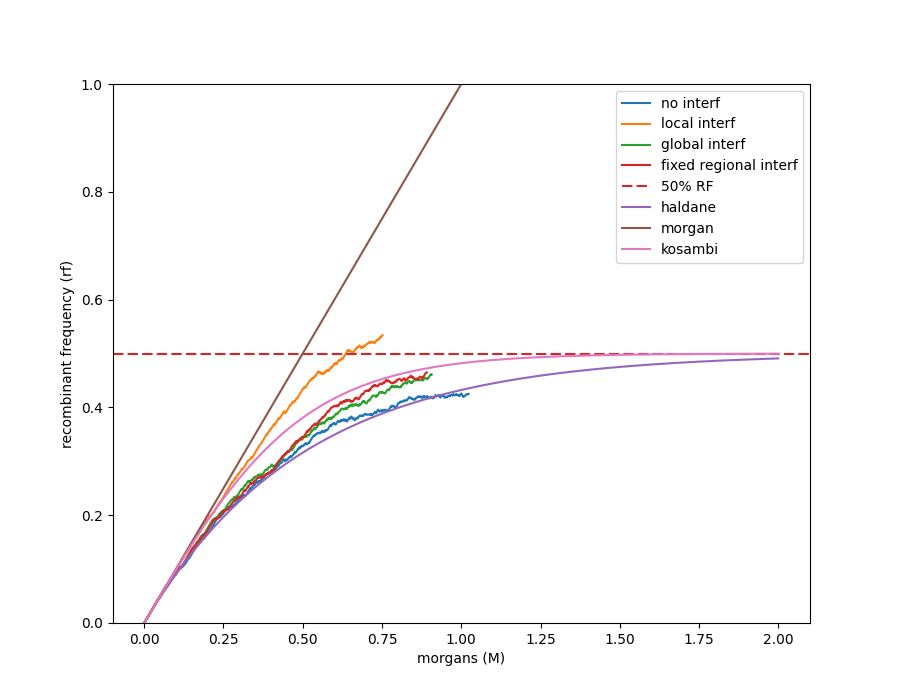 1.0
0.8
0.6
0.4
0.2
0.0
recombinant frequency (rf)
no interf
local interf
global interf
fixed regional interf
50% RF
haldane
morgan
kosambi
0.00 0.25 0.50 0.75 1.00 1.25 1.50 1.75 2.00
morgans (M)